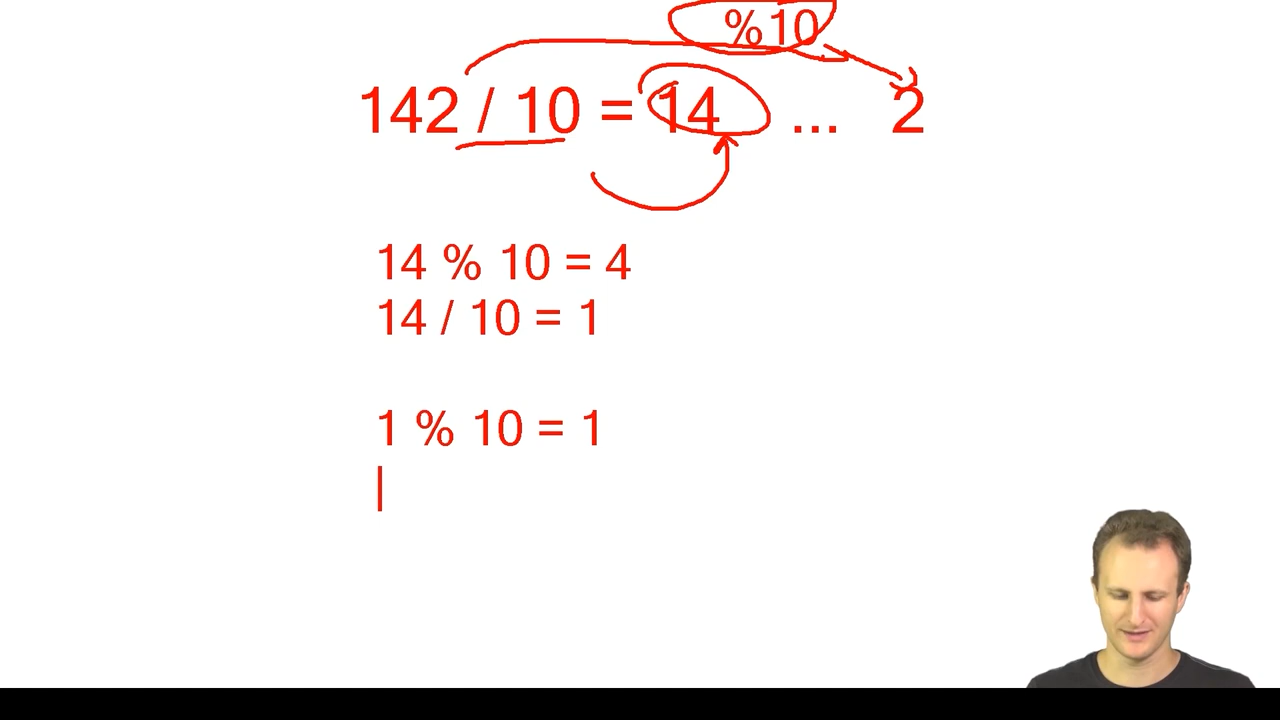 %10
142 / 10 = 14 ... 2
14 % 10 = 4
14 / 10 = 1
1 % 10 = 1